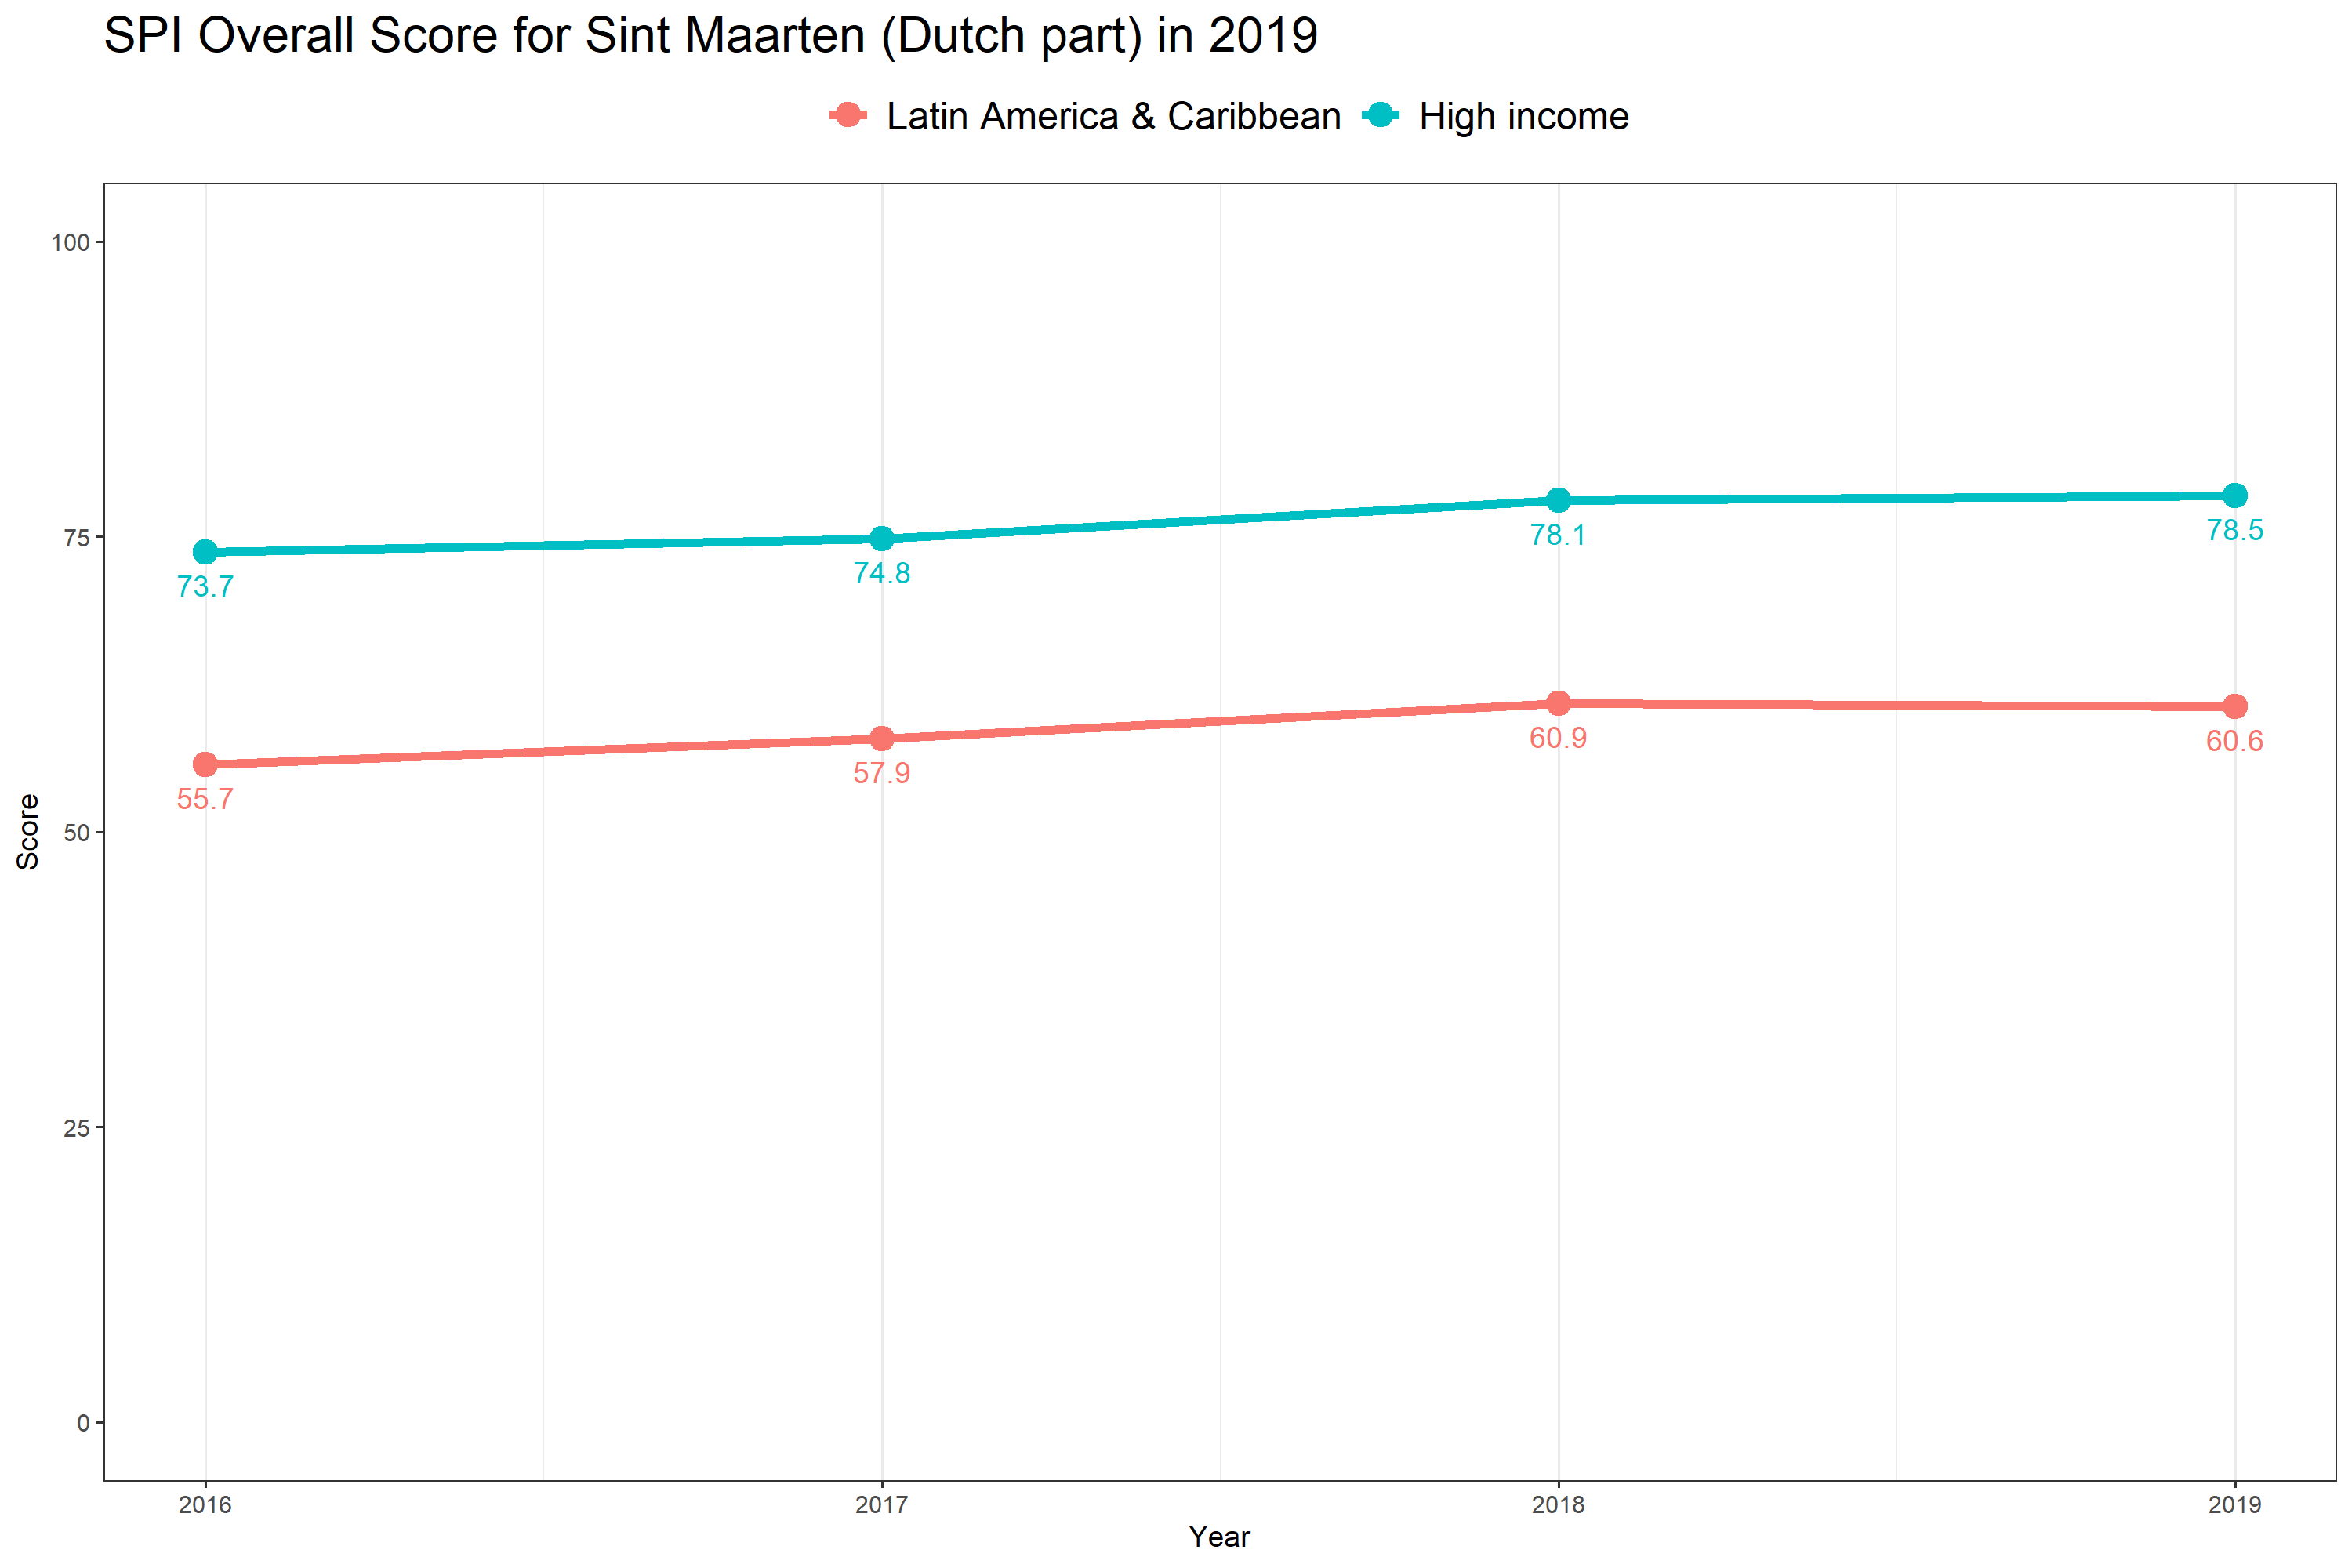 SPI Overall Score for Sint Maarten (Dutch part) in 2019
Latin America & Caribbean High income
100
75
50
25
0
Score
73.7
74.8
78.1
78.5
55.7
57.9
60.9
60.6
2016 2017 2018 2019
Year